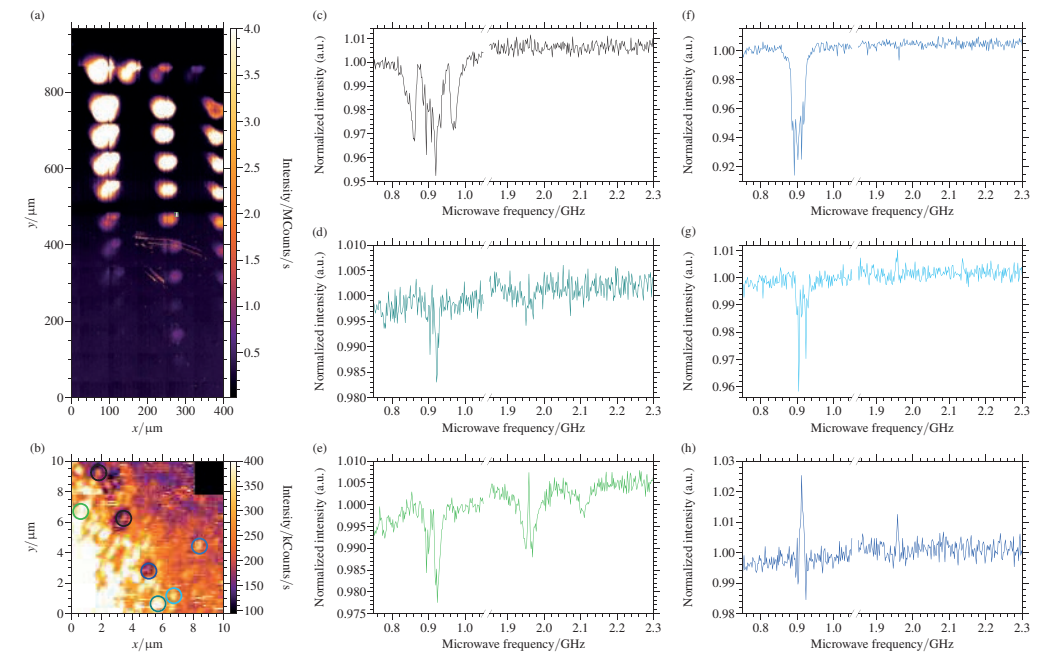 (a)
800
600
400
200
0
y/μm
0 100 200 300 400
x/μm
4.0
3.5
3.0
2.5
2.0
1.5
1.0
0.5
Intensity/MCounts/s
(b)
10
8
6
4
2
0
y/μm
0 2 4 6 8 10
x/μm
400
350
300
250
200
150
100
Intensity/kCounts/s
(c)
1.01
1.00
0.99
0.98
0.97
0.96
0.95
Normalized intensity (a.u.)
0.8 0.9 1.0 1.9 2.0 2.1 2.2 2.3
Microwave frequency/GHz
(d)
1.010
1.005
1.000
0.995
0.990
0.985
0.980
Normalized intensity (a.u.)
0.8 0.9 1.0 1.9 2.0 2.1 2.2 2.3
Microwave frequency/GHz
(e)
1.010
1.005
1.000
0.995
0.990
0.985
0.980
0.975
Normalized intensity (a.u.)
0.8 0.9 1.0 1.9 2.0 2.1 2.2 2.3
Microwave frequency/GHz
(f)
1.00
0.98
0.96
0.94
0.92
Normalized intensity (a.u.)
0.8 0.9 1.0 1.9 2.0 2.1 2.2 2.3
Microwave frequency/GHz
(g)
1.01
1.00
0.99
0.98
0.97
0.96
Normalized intensity (a.u.)
0.8 0.9 1.0 1.9 2.0 2.1 2.2 2.3
Microwave frequency/GHz
(h)
1.03
1.02
1.01
1.00
0.99
0.98
Normalized intensity (a.u.)
0.8 0.9 1.0 1.9 2.0 2.1 2.2 2.3
Microwave frequency/GHz